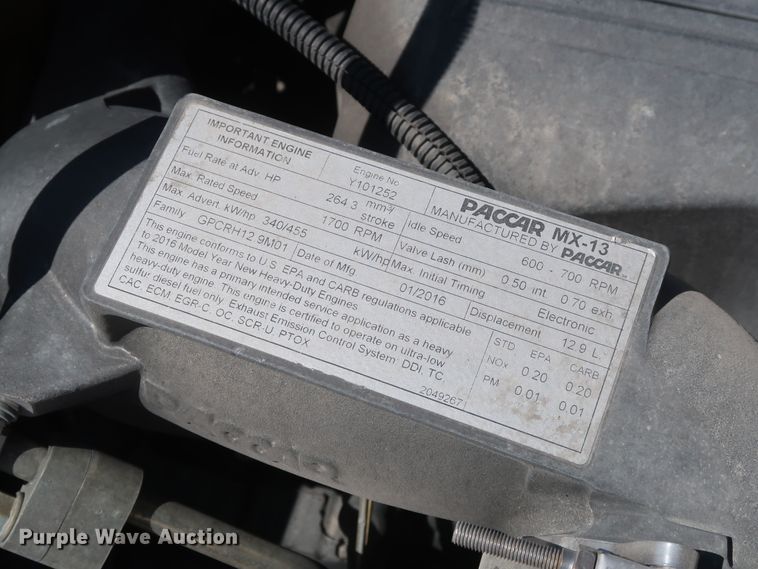 IMPORTANT ENGINE INFORMATION
Engine No. Y101252
PACCAR MX-13
MANUFACTURED BY PACCAR
Fuel Rate at Adv. HP 264.3 mm³/stroke
Idle Speed 600 - 700 RPM
Max. Rated Speed 1700 RPM
Valve Lash (mm) 0.50 int. 0.70 exh.
Max. Advert. kW/hp 340/455 kW/hp
Max. Initial Timing Electronic
Family GPCRH12.9M01
Date of Mfg 01/2016
Displacement 12.9 L.
This engine conforms to U.S. EPA and CARB regulations applicable
to 2016 Model Year New Heavy-Duty Engines.
This engine has a primary intended service application as a heavy
heavy-duty engine. This engine is certified to operate on ultra-low
sulfur diesel fuel only. Exhaust Emission Control System: DDI, TC,
CAC, ECM, EGR-C, OC, SCR-U, PTOX
STD EPA CARB
NOx 0.20 0.20
PM 0.01 0.01
2049267
Purple Wave Auction